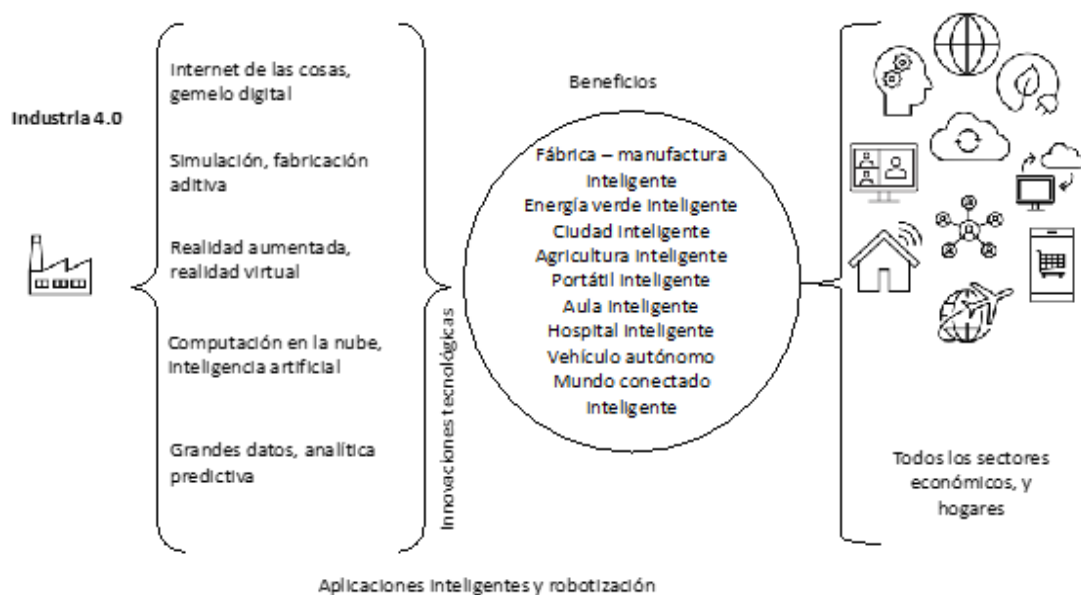 Industria 4.0
Internet de las cosas,
gemelo digital
Simulación, fabricación
aditiva
Realidad aumentada,
realidad virtual
Computación en la nube,
inteligencia artificial
Grandes datos, analítica
predictiva
Innovaciones tecnológicas
Beneficios
Fábrica – manufactura
inteligente
Energía verde inteligente
Ciudad inteligente
Agricultura inteligente
Portátil inteligente
Aula inteligente
Hospital inteligente
Vehículo autónomo
Mundo conectado
inteligente
Todos los sectores
económicos, y
hogares
Aplicaciones inteligentes y robotización